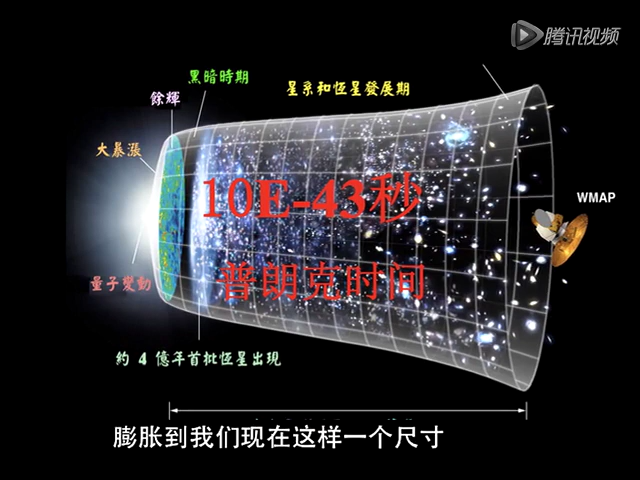 腾讯视频
黑暗時期
星系和恆星發展期
餘輝
大暴漲
10E-43秒
WMAP
普朗克时间
量子變動
約 4 億年首批恆星出現
膨胀到我们现在这样一个尺寸